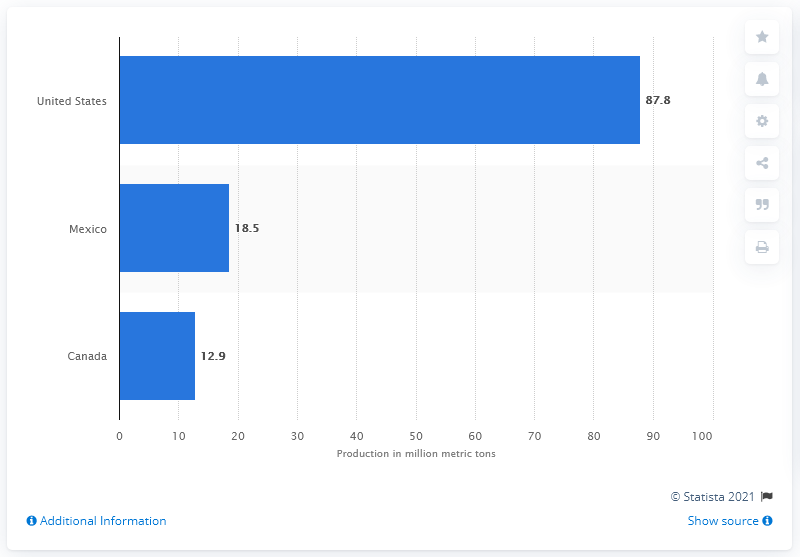 United States
87.8
Mexico
18.5
Canada
12.9
0 10 20 30 40 50 60 70 80 90 100
Production in million metric tons
© Statista 2021
Additional Information
Show source